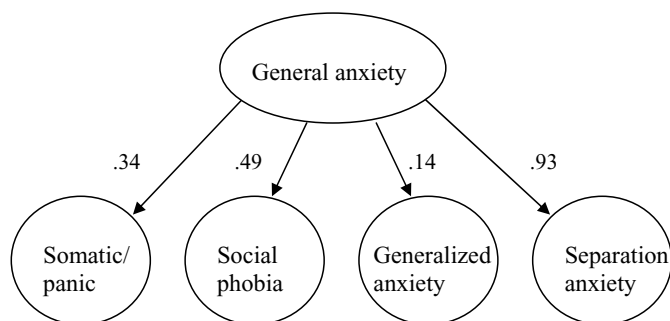 General anxiety
.34
.49
.14
.93
Somatic/
panic
Social
phobia
Generalized
anxiety
Separation
anxiety